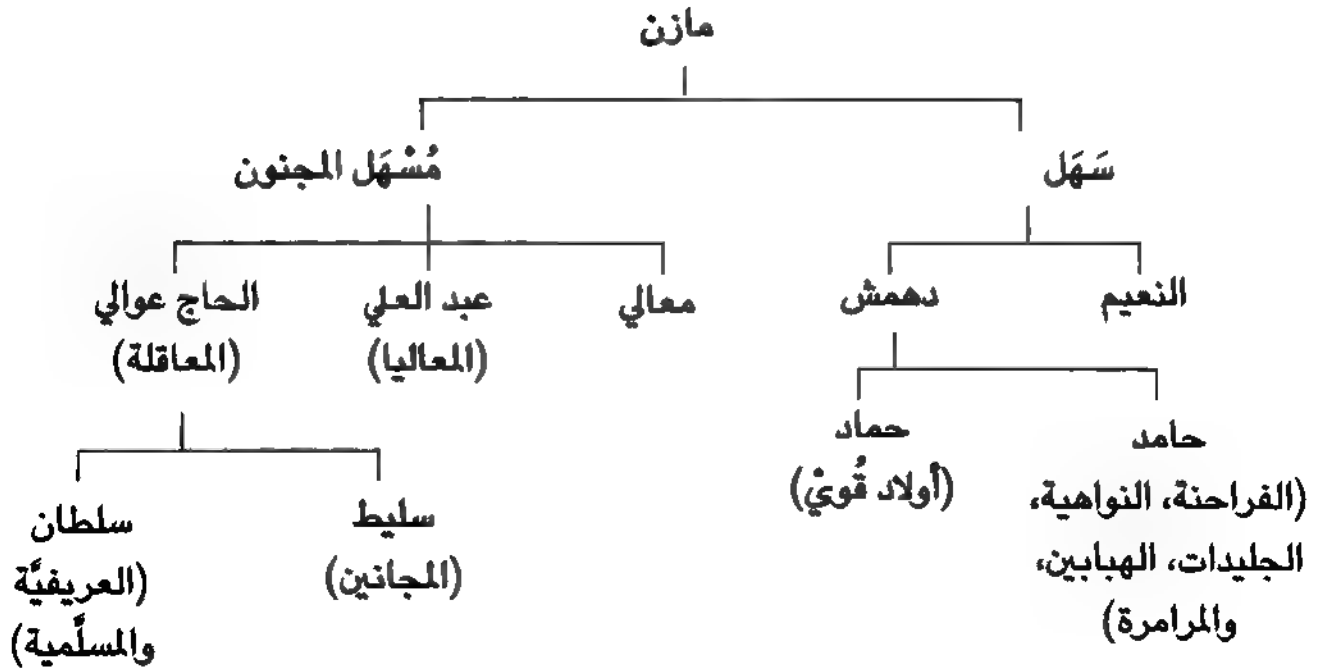 مازن
سَهَل
مُسْهَل المجنون
النعيم
دهمش
معالي
عبد العلي
(المعاليا)
الحاج عوالي
(المعاقلة)
حامد
(الفراحنة، النواهية،
الجليدات، الهبابين،
والمرامرة)
حماد
(أولاد قُويْ)
سليط
(المجانين)
سلطان
(العريفيَّة
والمسلَّمية)